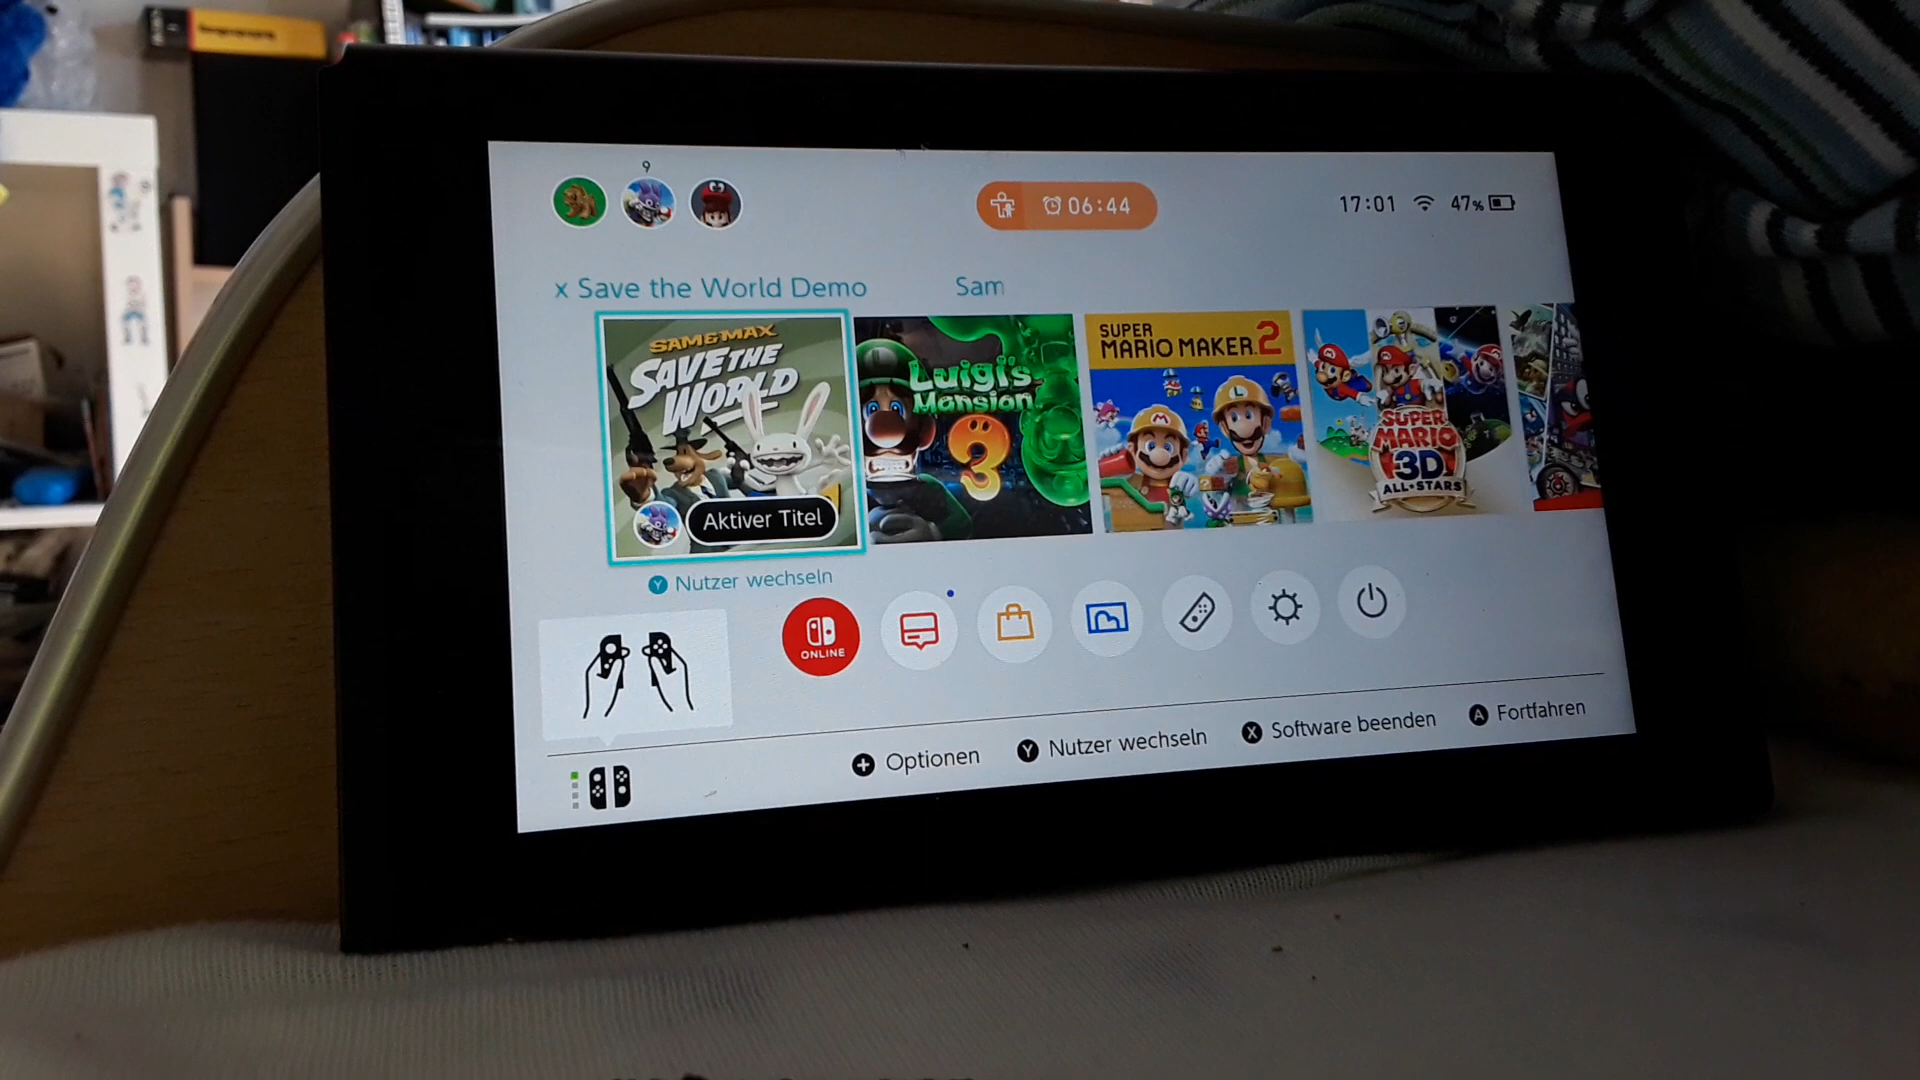 9
06:44
17:01
47%
x Save the World Demo
Sam
SAM & MAX
SAVE THE
WORLD
Aktiver Titel
Luigi's
Mansion
3
SUPER
MARIO MAKER 2
SUPER
MARIO
3D
ALL★STARS
Y Nutzer wechseln
ONLINE
+ Optionen
Y Nutzer wechseln
X Software beenden
A Fortfahren